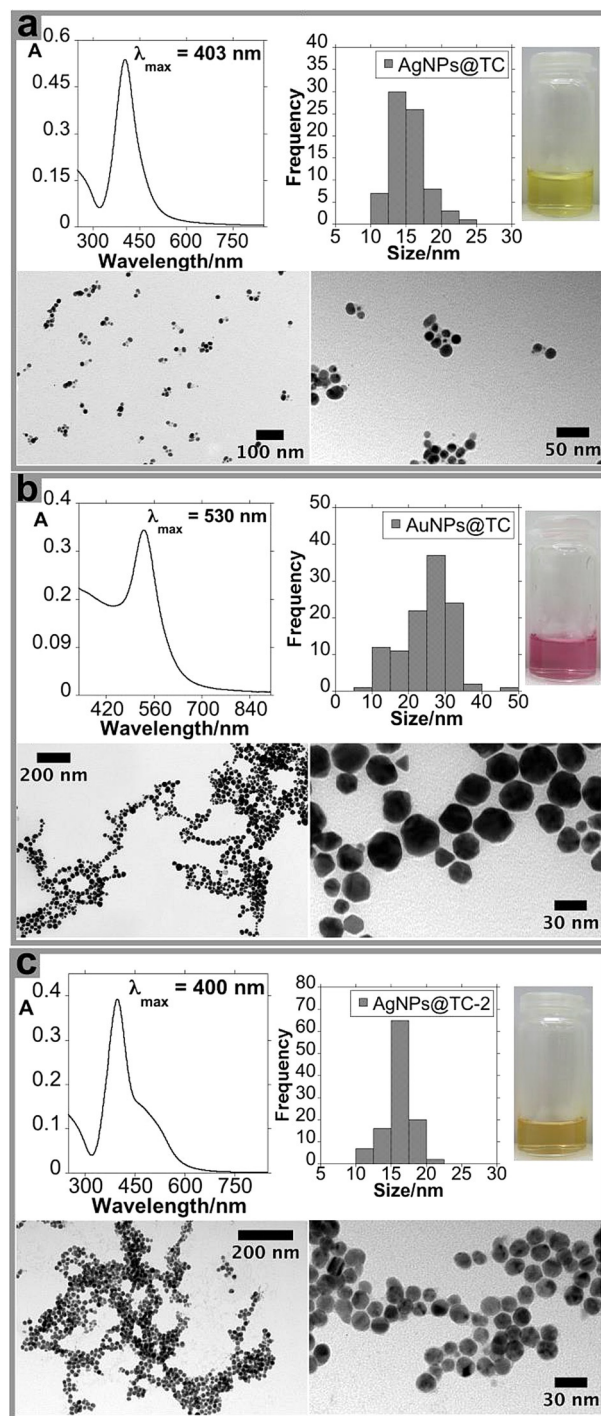 a
A
λmax = 403 nm
0.6
0.45
0.3
0.15
0
300 450 600 750
Wavelength/nm
AgNPs@TC
Frequency
40
35
30
25
20
15
10
5
0
5 10 15 20 25 30
Size/nm
100 nm
50 nm
b
A
λmax = 530 nm
0.4
0.3
0.2
0.09
0
420 560 700 840
Wavelength/nm
AuNPs@TC
Frequency
50
40
30
20
10
0
0 10 20 30 40 50
Size/nm
200 nm
30 nm
c
A
λmax = 400 nm
0.4
0.3
0.2
0.1
0
300 450 600 750
Wavelength/nm
AgNPs@TC-2
Frequency
80
70
60
50
40
30
20
10
0
5 10 15 20 25 30
Size/nm
200 nm
30 nm